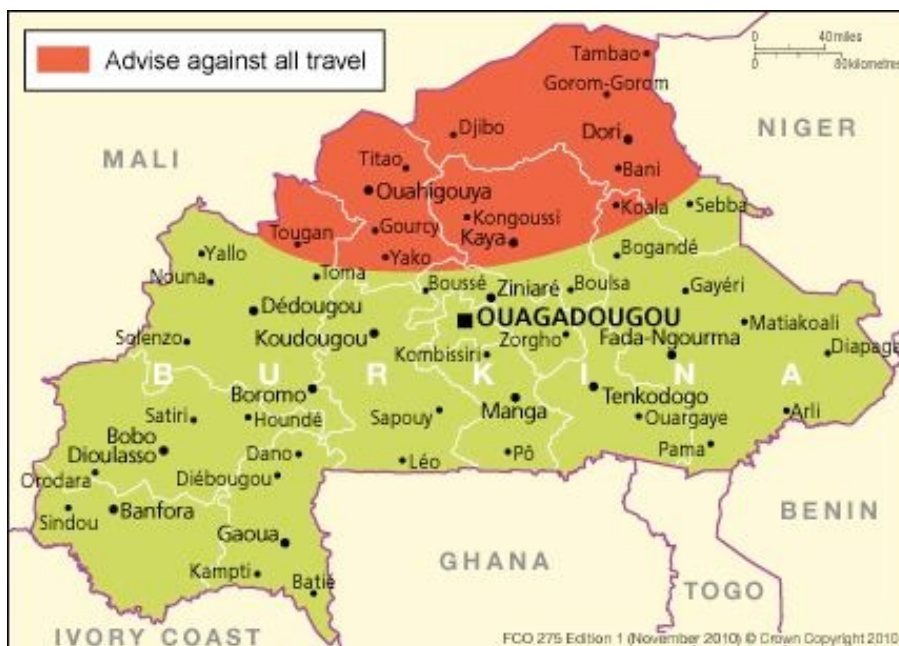 Advise against all travel
40 miles
80 kilometres
Tambao
Gorom-Gorom
NIGER
Djibo
Dori
MALI
Titao
Bani
Ouahigouya
Koala
Sebba
Kongoussi
Gourcy
Tougan
Kaya
Yako
Bogandé
Yallo
Nouna
Toma
Boussé
Ziniaré
Boulsa
Gayéri
Dédougou
OUAGADOUGOU
Matiakoali
Solenzo
Koudougou
Zorgho
Fada-Ngourma
Kombissiri
Diapaga
BURKINA
Boromo
Tenkodogo
Manga
Satiri
Houndé
Sapouy
Ouargaye
Arli
Bobo
Dioulasso
Dano
Léo
Pô
Pama
Orodara
Diébougou
Sindou
Banfora
BENIN
Gaoua
GHANA
Kampti
Batié
TOGO
IVORY COAST
FCO 275 Edition 1 (November 2010) © Crown Copyright 2010